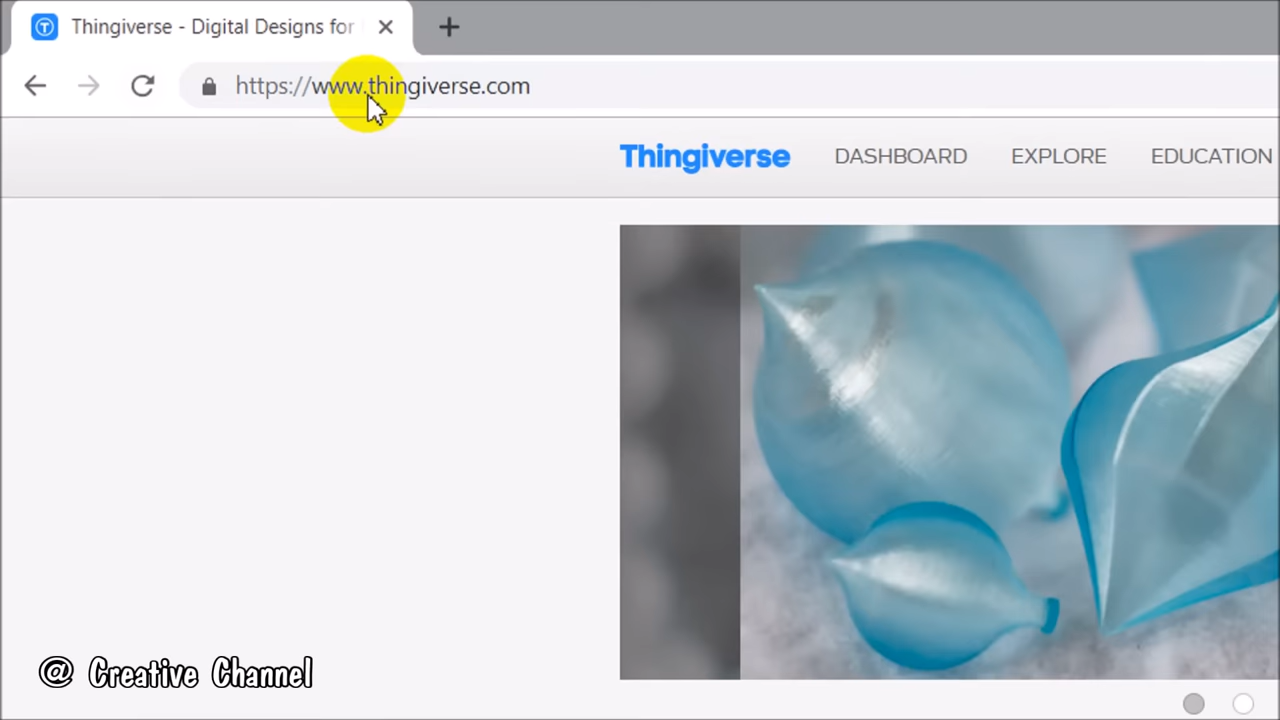 Thingiverse - Digital Designs for
https://www.thingiverse.com
Thingiverse DASHBOARD EXPLORE EDUCATION
@ Creative Channel